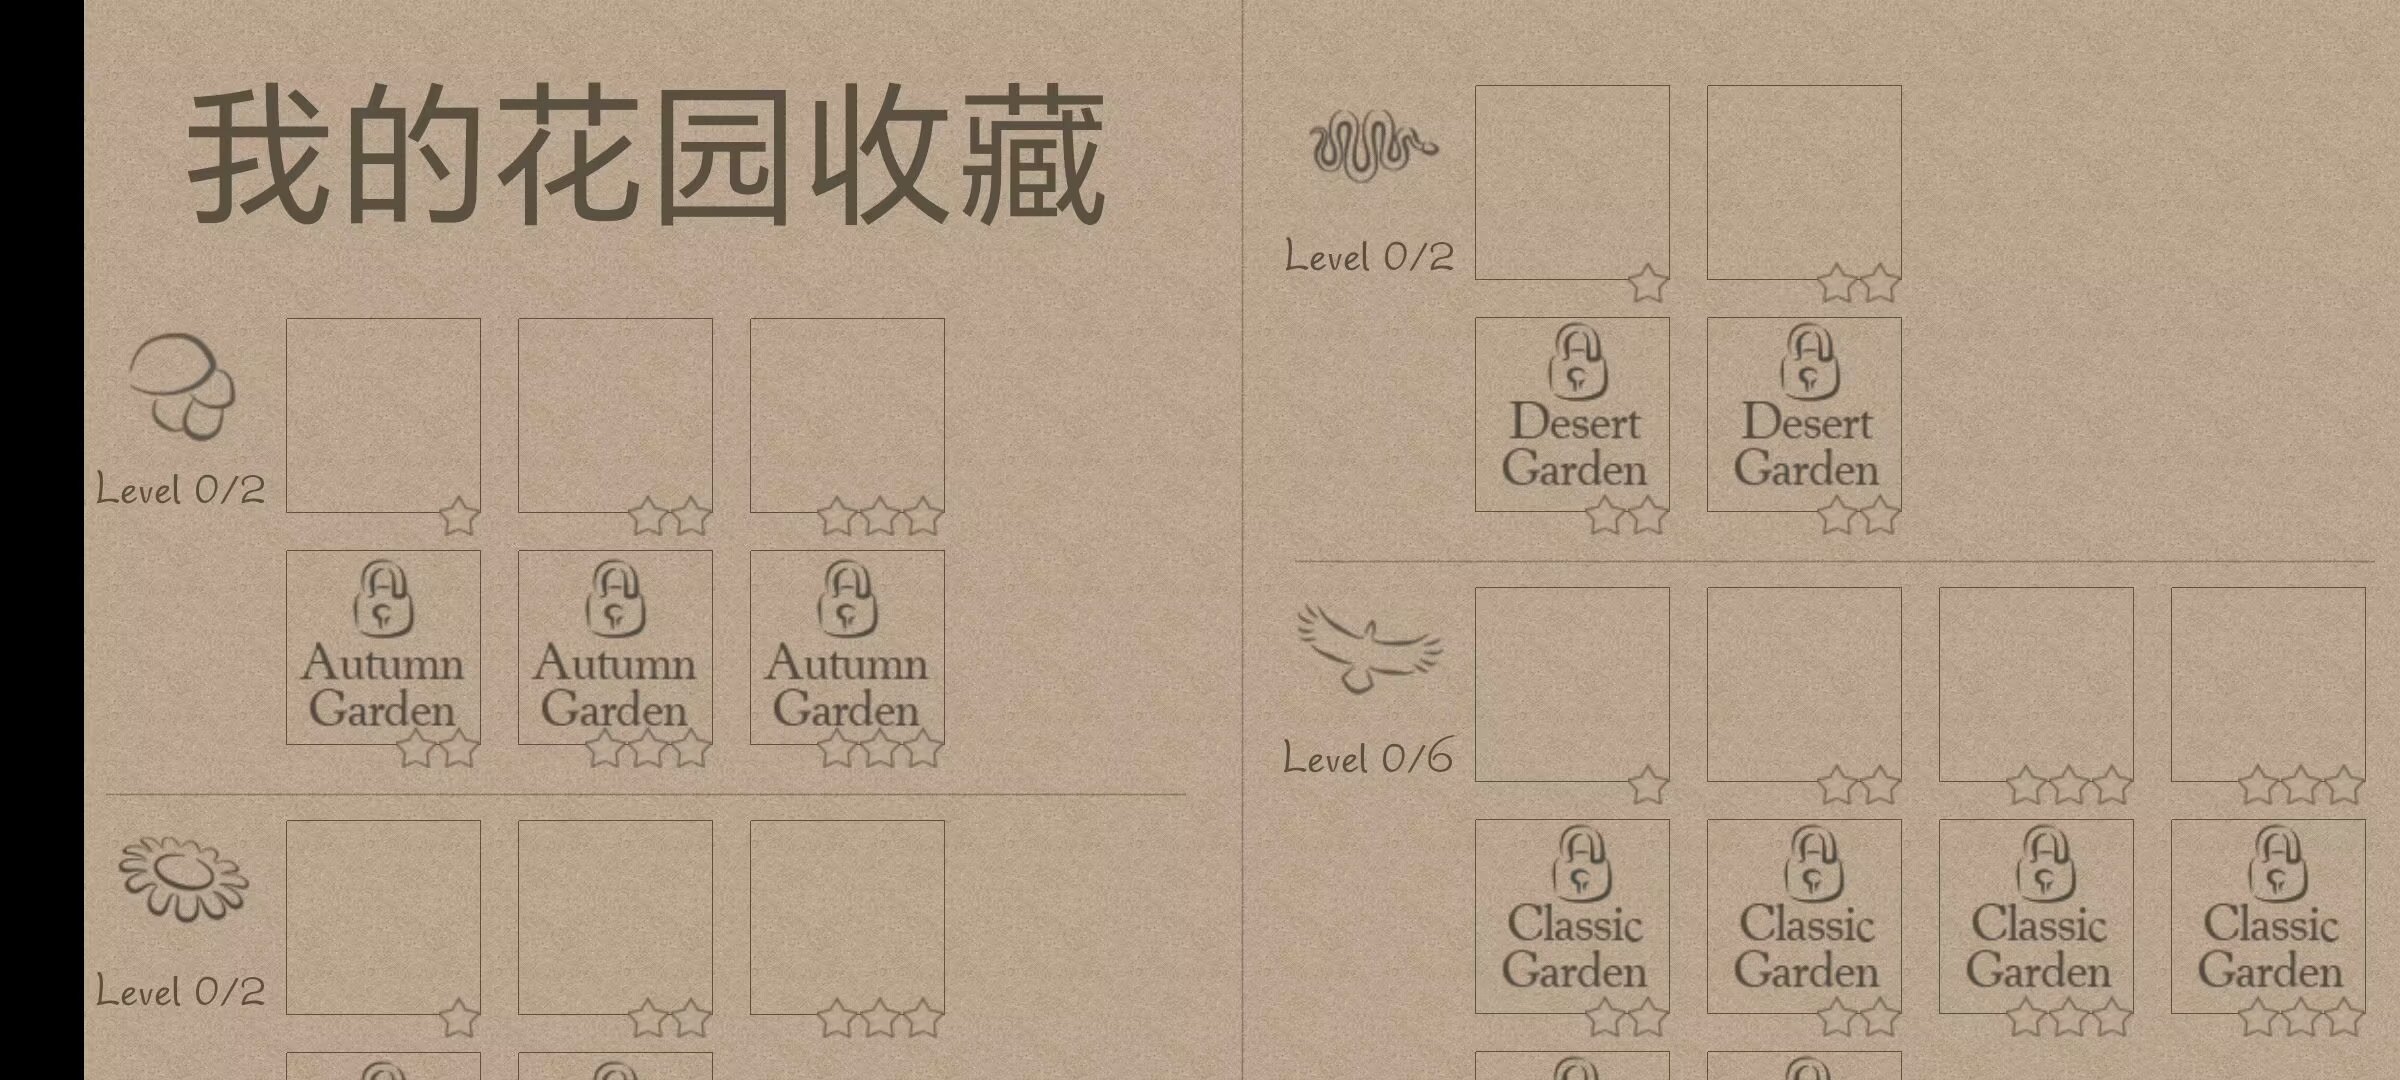 我的花园收藏
Level 0/2
Autumn
Garden
Autumn
Garden
Autumn
Garden
Level 0/2
Level 0/2
Desert
Garden
Desert
Garden
Level 0/6
Classic
Garden
Classic
Garden
Classic
Garden
Classic
Garden